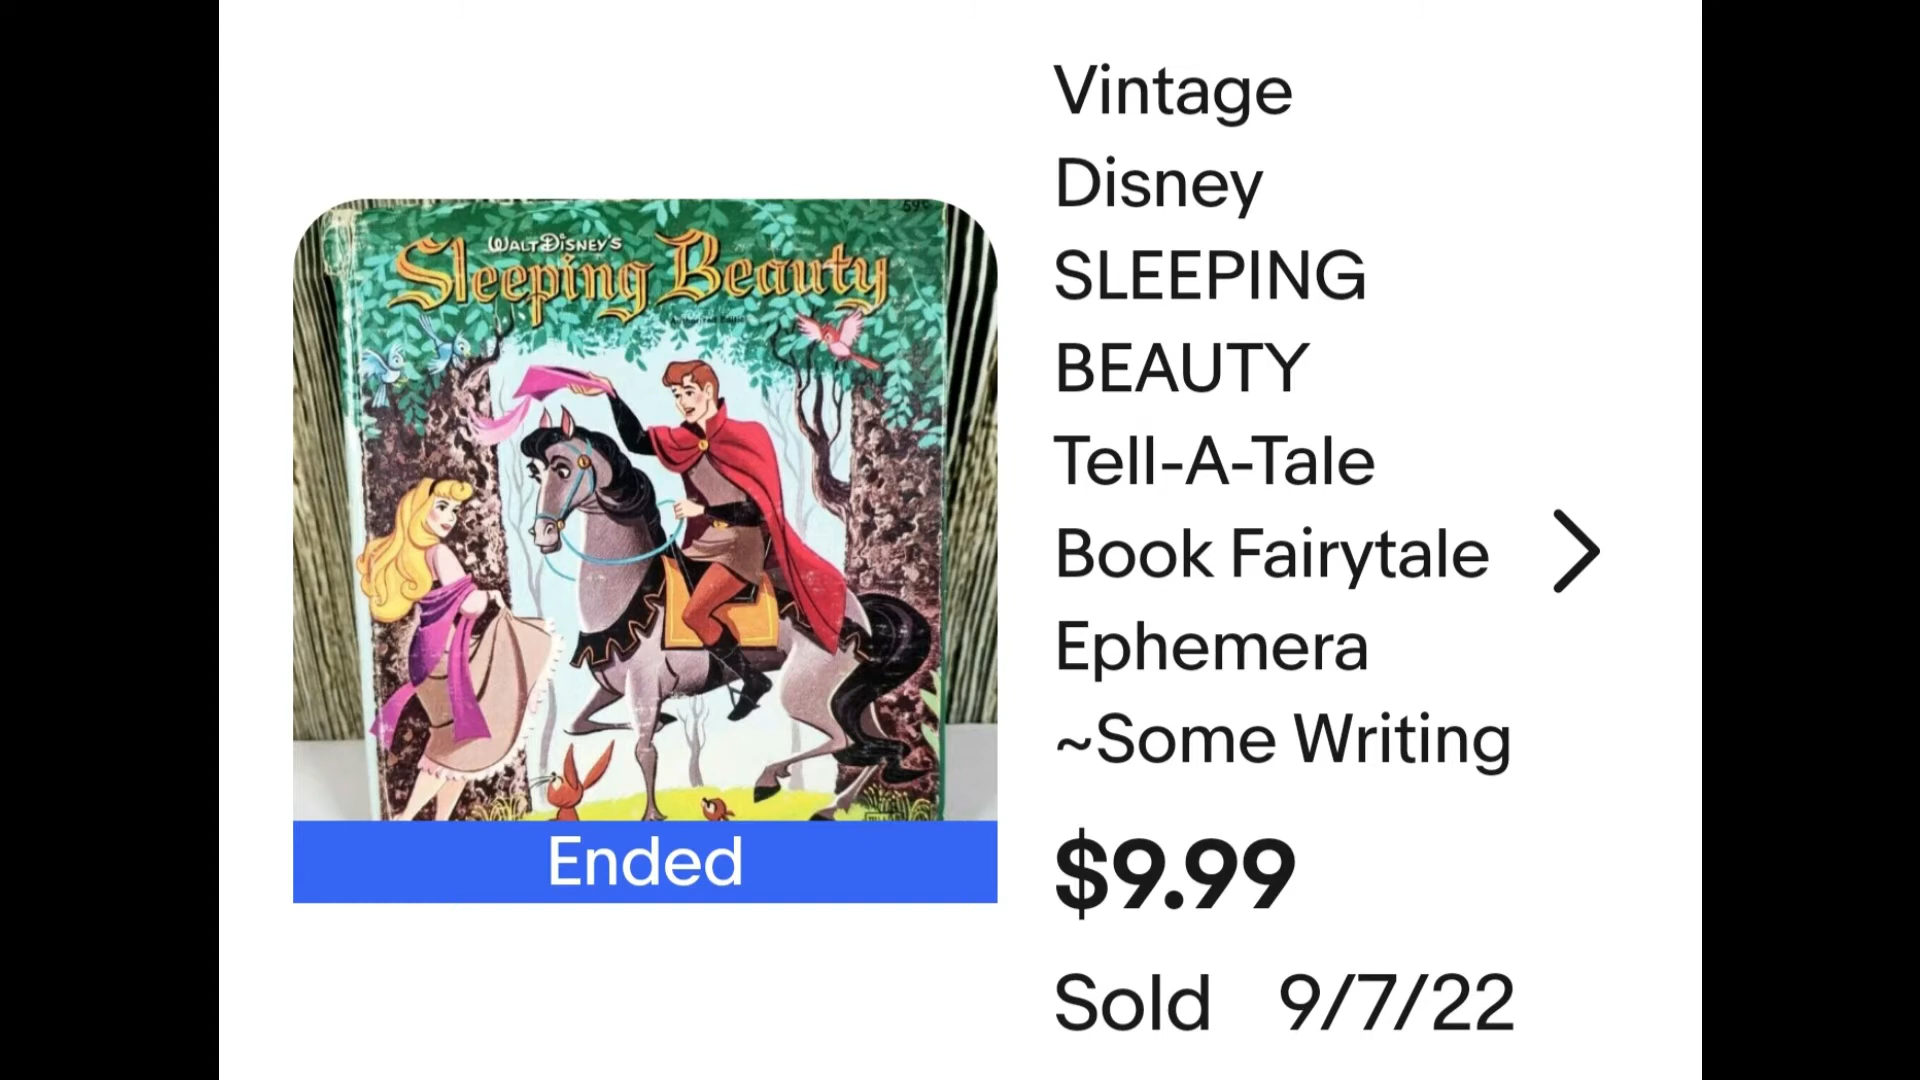 59¢
WALT DISNEY'S
Sleeping Beauty
Ended
Vintage
Disney
SLEEPING
BEAUTY
Tell-A-Tale
Book Fairytale
Ephemera
~Some Writing
$9.99
Sold 9/7/22